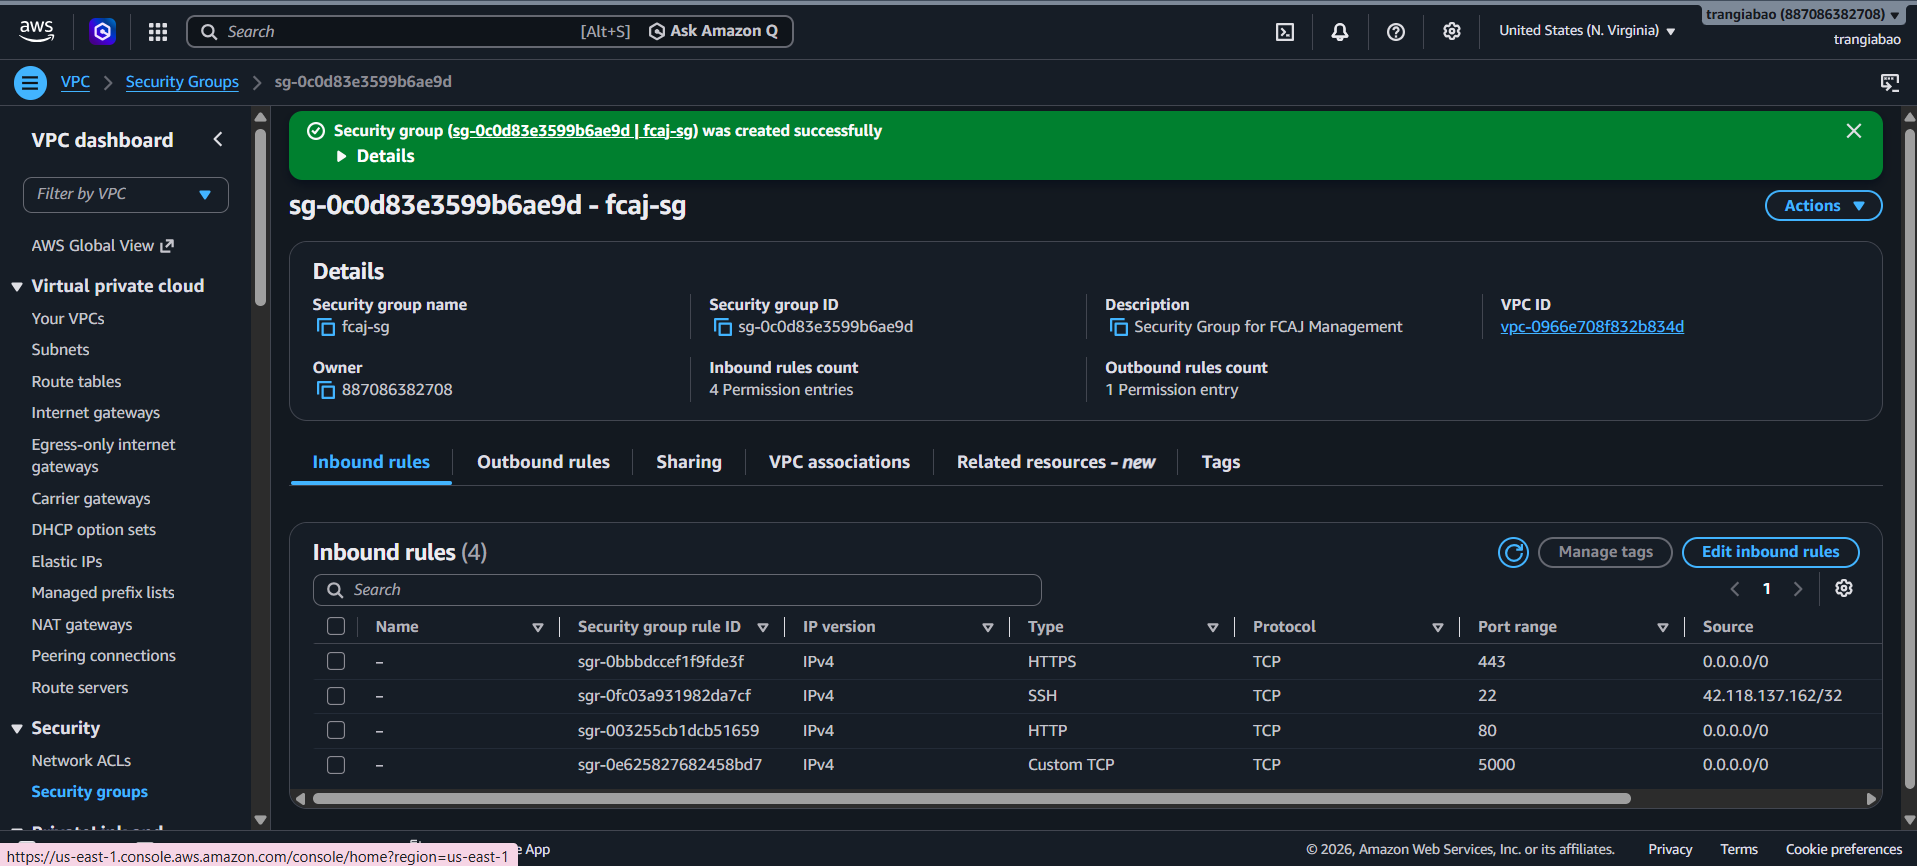 aws
Search [Alt+S] Ask Amazon Q
United States (N. Virginia)
trangiabao (887086382708)
trangiabao
VPC
Security Groups
sg-0c0d83e3599b6ae9d
VPC dashboard
Filter by VPC
AWS Global View
Virtual private cloud
Your VPCs
Subnets
Route tables
Internet gateways
Egress-only internet
gateways
Carrier gateways
DHCP option sets
Elastic IPs
Managed prefix lists
NAT gateways
Peering connections
Route servers
Security
Network ACLs
Security groups
Security group (sg-0c0d83e3599b6ae9d | fcaj-sg) was created successfully
Details
sg-0c0d83e3599b6ae9d - fcaj-sg
Actions
Details
Security group name
fcaj-sg
Security group ID
sg-0c0d83e3599b6ae9d
Description
Security Group for FCAJ Management
VPC ID
vpc-0966e708f832b834d
Owner
887086382708
Inbound rules count
4 Permission entries
Outbound rules count
1 Permission entry
Inbound rules
Outbound rules
Sharing
VPC associations
Related resources - new
Tags
Inbound rules (4)
Manage tags
Edit inbound rules
Search
1
Name Security group rule ID IP version Type Protocol Port range Source
– sgr-0bbbdccef1f9fde3f IPv4 HTTPS TCP 443 0.0.0.0/0
– sgr-0fc03a931982da7cf IPv4 SSH TCP 22 42.118.137.162/32
– sgr-003255cb1dcb51659 IPv4 HTTP TCP 80 0.0.0.0/0
– sgr-0e625827682458bd7 IPv4 Custom TCP TCP 5000 0.0.0.0/0
https://us-east-1.console.aws.amazon.com/console/home?region=us-east-1
App
© 2026, Amazon Web Services, Inc. or its affiliates.
Privacy
Terms
Cookie preferences